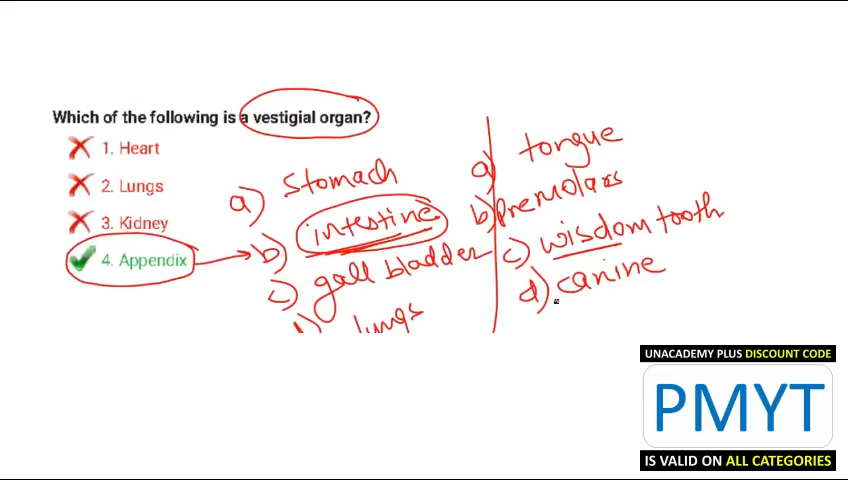 Which of the following is a vestigial organ?
1. Heart
2. Lungs
3. Kidney
4. Appendix
a) Stomach
b) intestine
c) gall bladder
d) lungs
a) tongue
b) Premolars
c) wisdom tooth
d) canine
UNACADEMY PLUS DISCOUNT CODE
PMYT
IS VALID ON ALL CATEGORIES